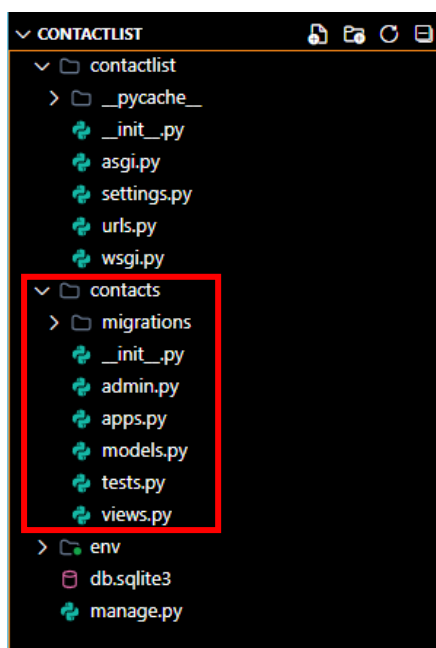 CONTACTLIST
contactlist
__pycache__
__init__.py
asgi.py
settings.py
urls.py
wsgi.py
contacts
migrations
__init__.py
admin.py
apps.py
models.py
tests.py
views.py
env
db.sqlite3
manage.py